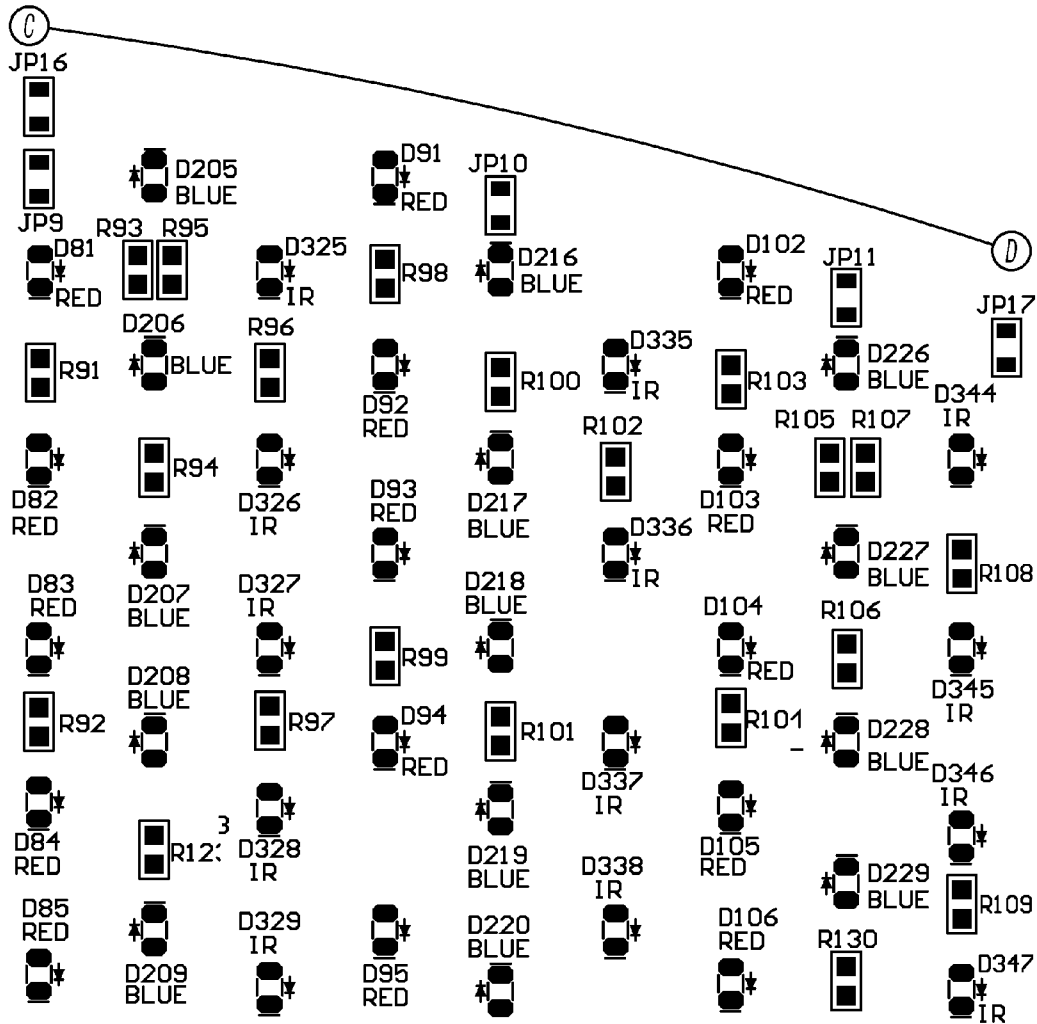 C
JP16
D91
JP10
D205
BLUE
RED
JP9
R93 R95
D81
D325
D216
D102
D
JP11
R98
BLUE
RED
IR
RED
JP17
D206
R96
D335
D226
BLUE
R91
R100
R103
BLUE
D92
RED
IR
D344
IR
R102
R105 R107
R94
D82
RED
D326
IR
D93
RED
D217
BLUE
D103
RED
D336
D227
BLUE
R108
D83
RED
D207
BLUE
D327
IR
D218
BLUE
IR
D104
R106
R99
RED
D208
BLUE
D345
IR
R92
R97
D94
RED
R101
R104
D228
BLUE
D337
IR
D346
IR
D84
RED
3
D328
IR
D219
BLUE
D105
RED
D338
IR
D229
BLUE
R109
D85
RED
D329
IR
D220
BLUE
D106
RED
R130
D209
BLUE
D95
RED
D347
IR